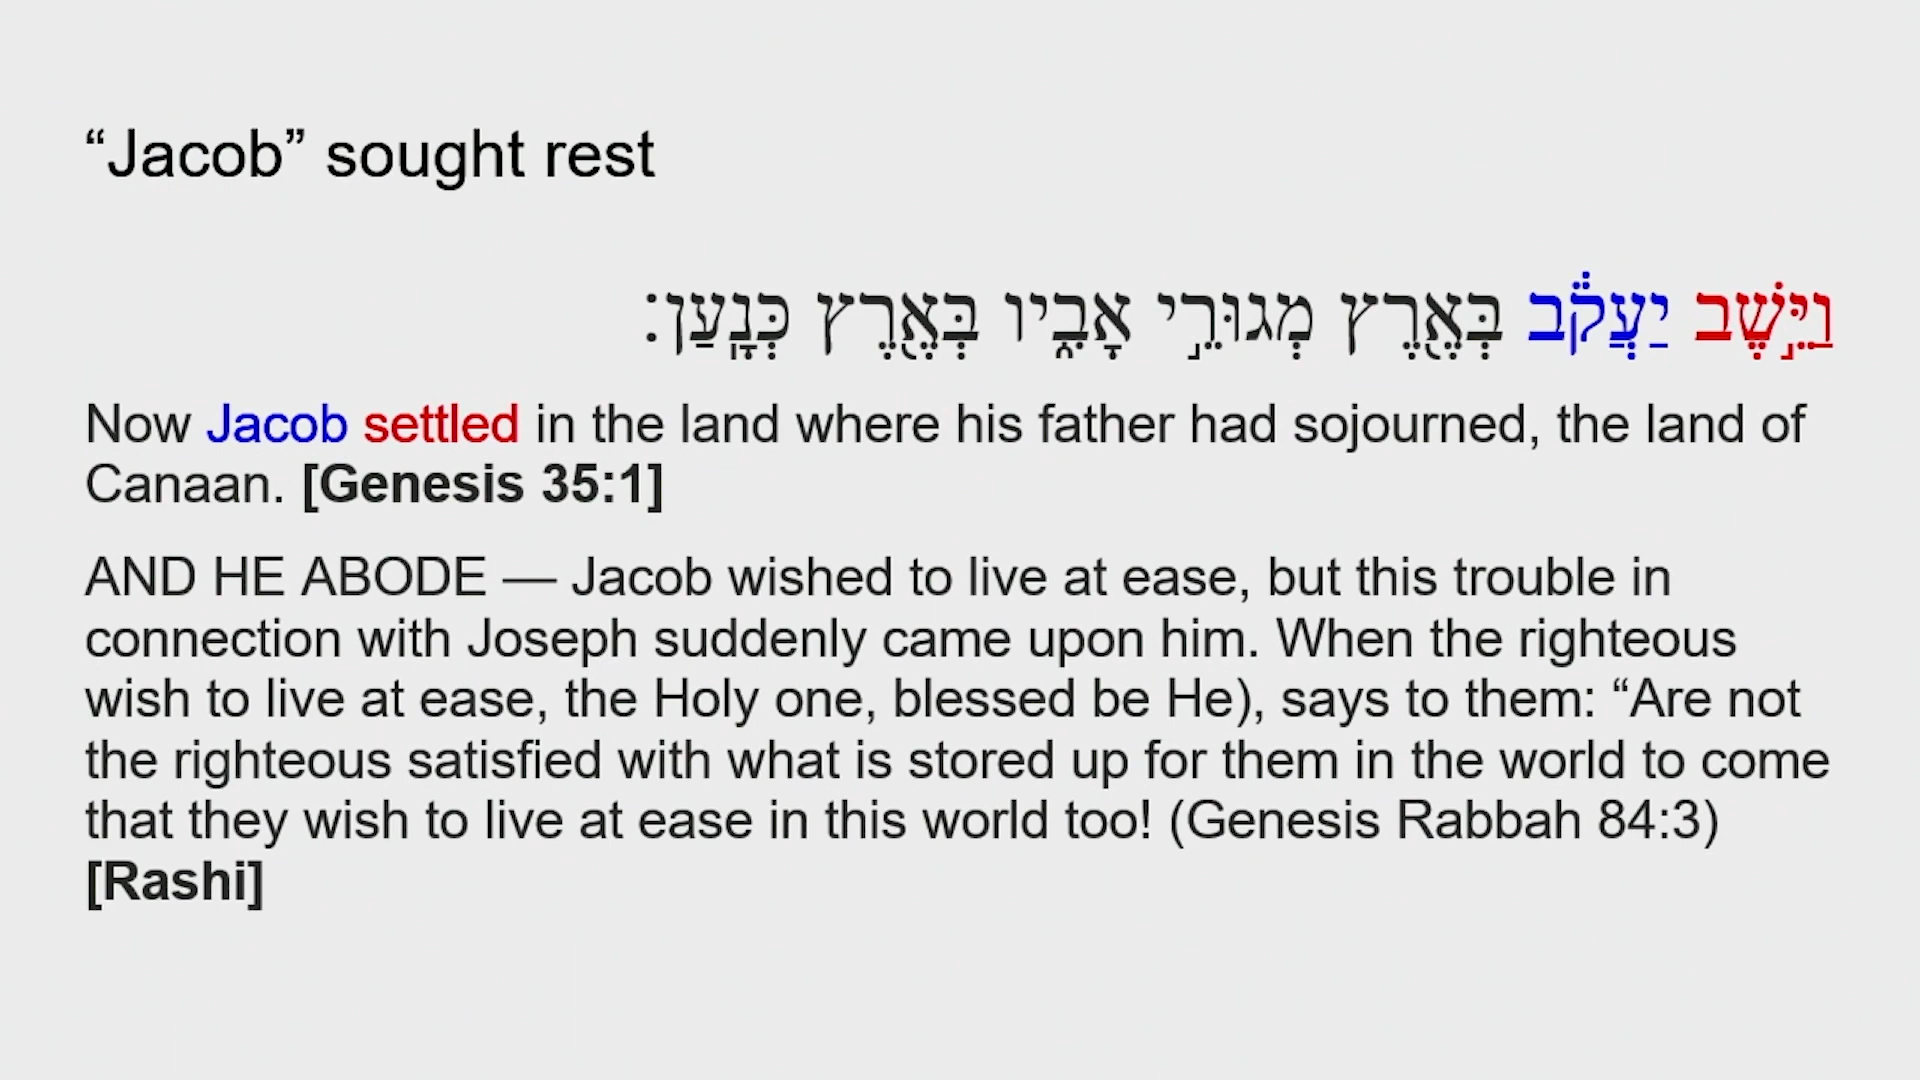 “Jacob” sought rest
וַיֵּ֣שֶׁב יַעֲקֹ֔ב בְּאֶ֖רֶץ מְגוּרֵ֣י אָבִ֑יו בְּאֶ֖רֶץ כְּנָֽעַן׃
Now Jacob settled in the land where his father had sojourned, the land of
Canaan. [Genesis 35:1]
AND HE ABODE — Jacob wished to live at ease, but this trouble in
connection with Joseph suddenly came upon him. When the righteous
wish to live at ease, the Holy one, blessed be He), says to them: “Are not
the righteous satisfied with what is stored up for them in the world to come
that they wish to live at ease in this world too! (Genesis Rabbah 84:3)
[Rashi]